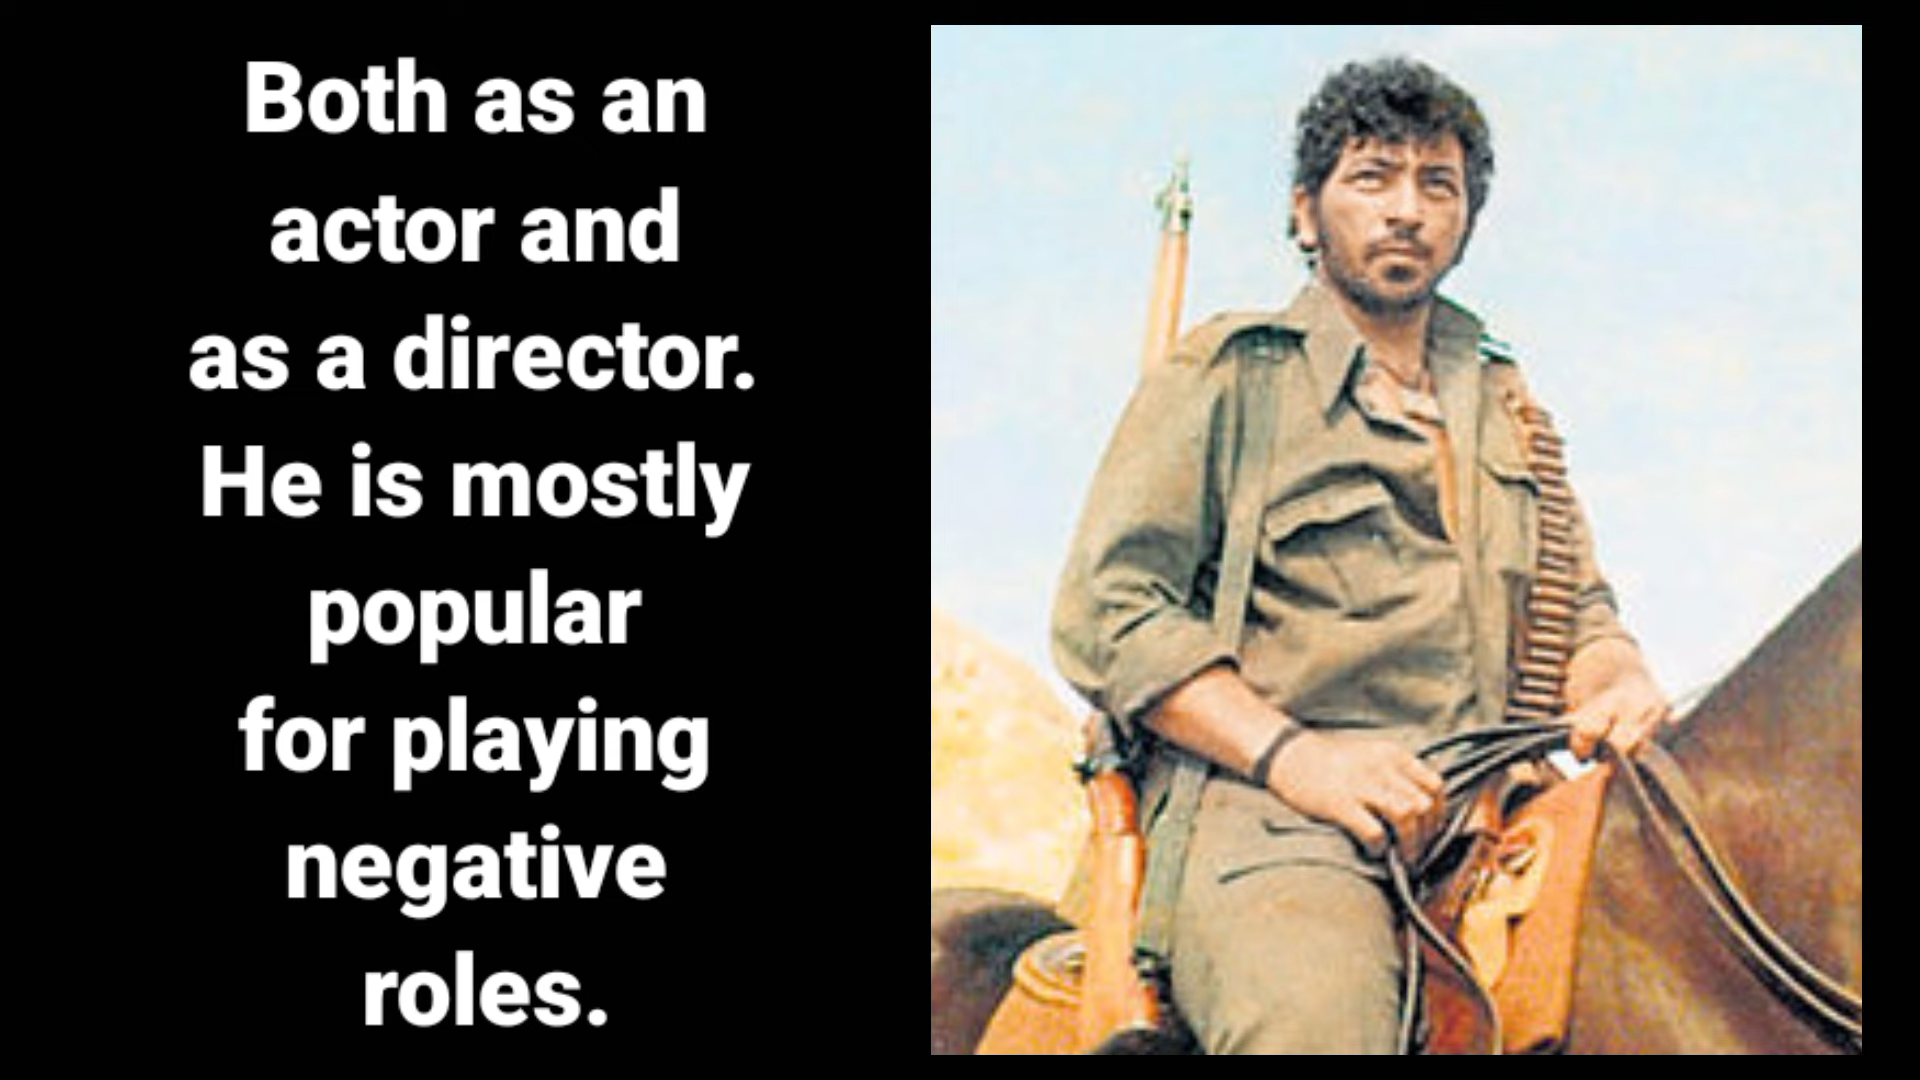 Both as an
actor and
as a director.
He is mostly
popular
for playing
negative
roles.